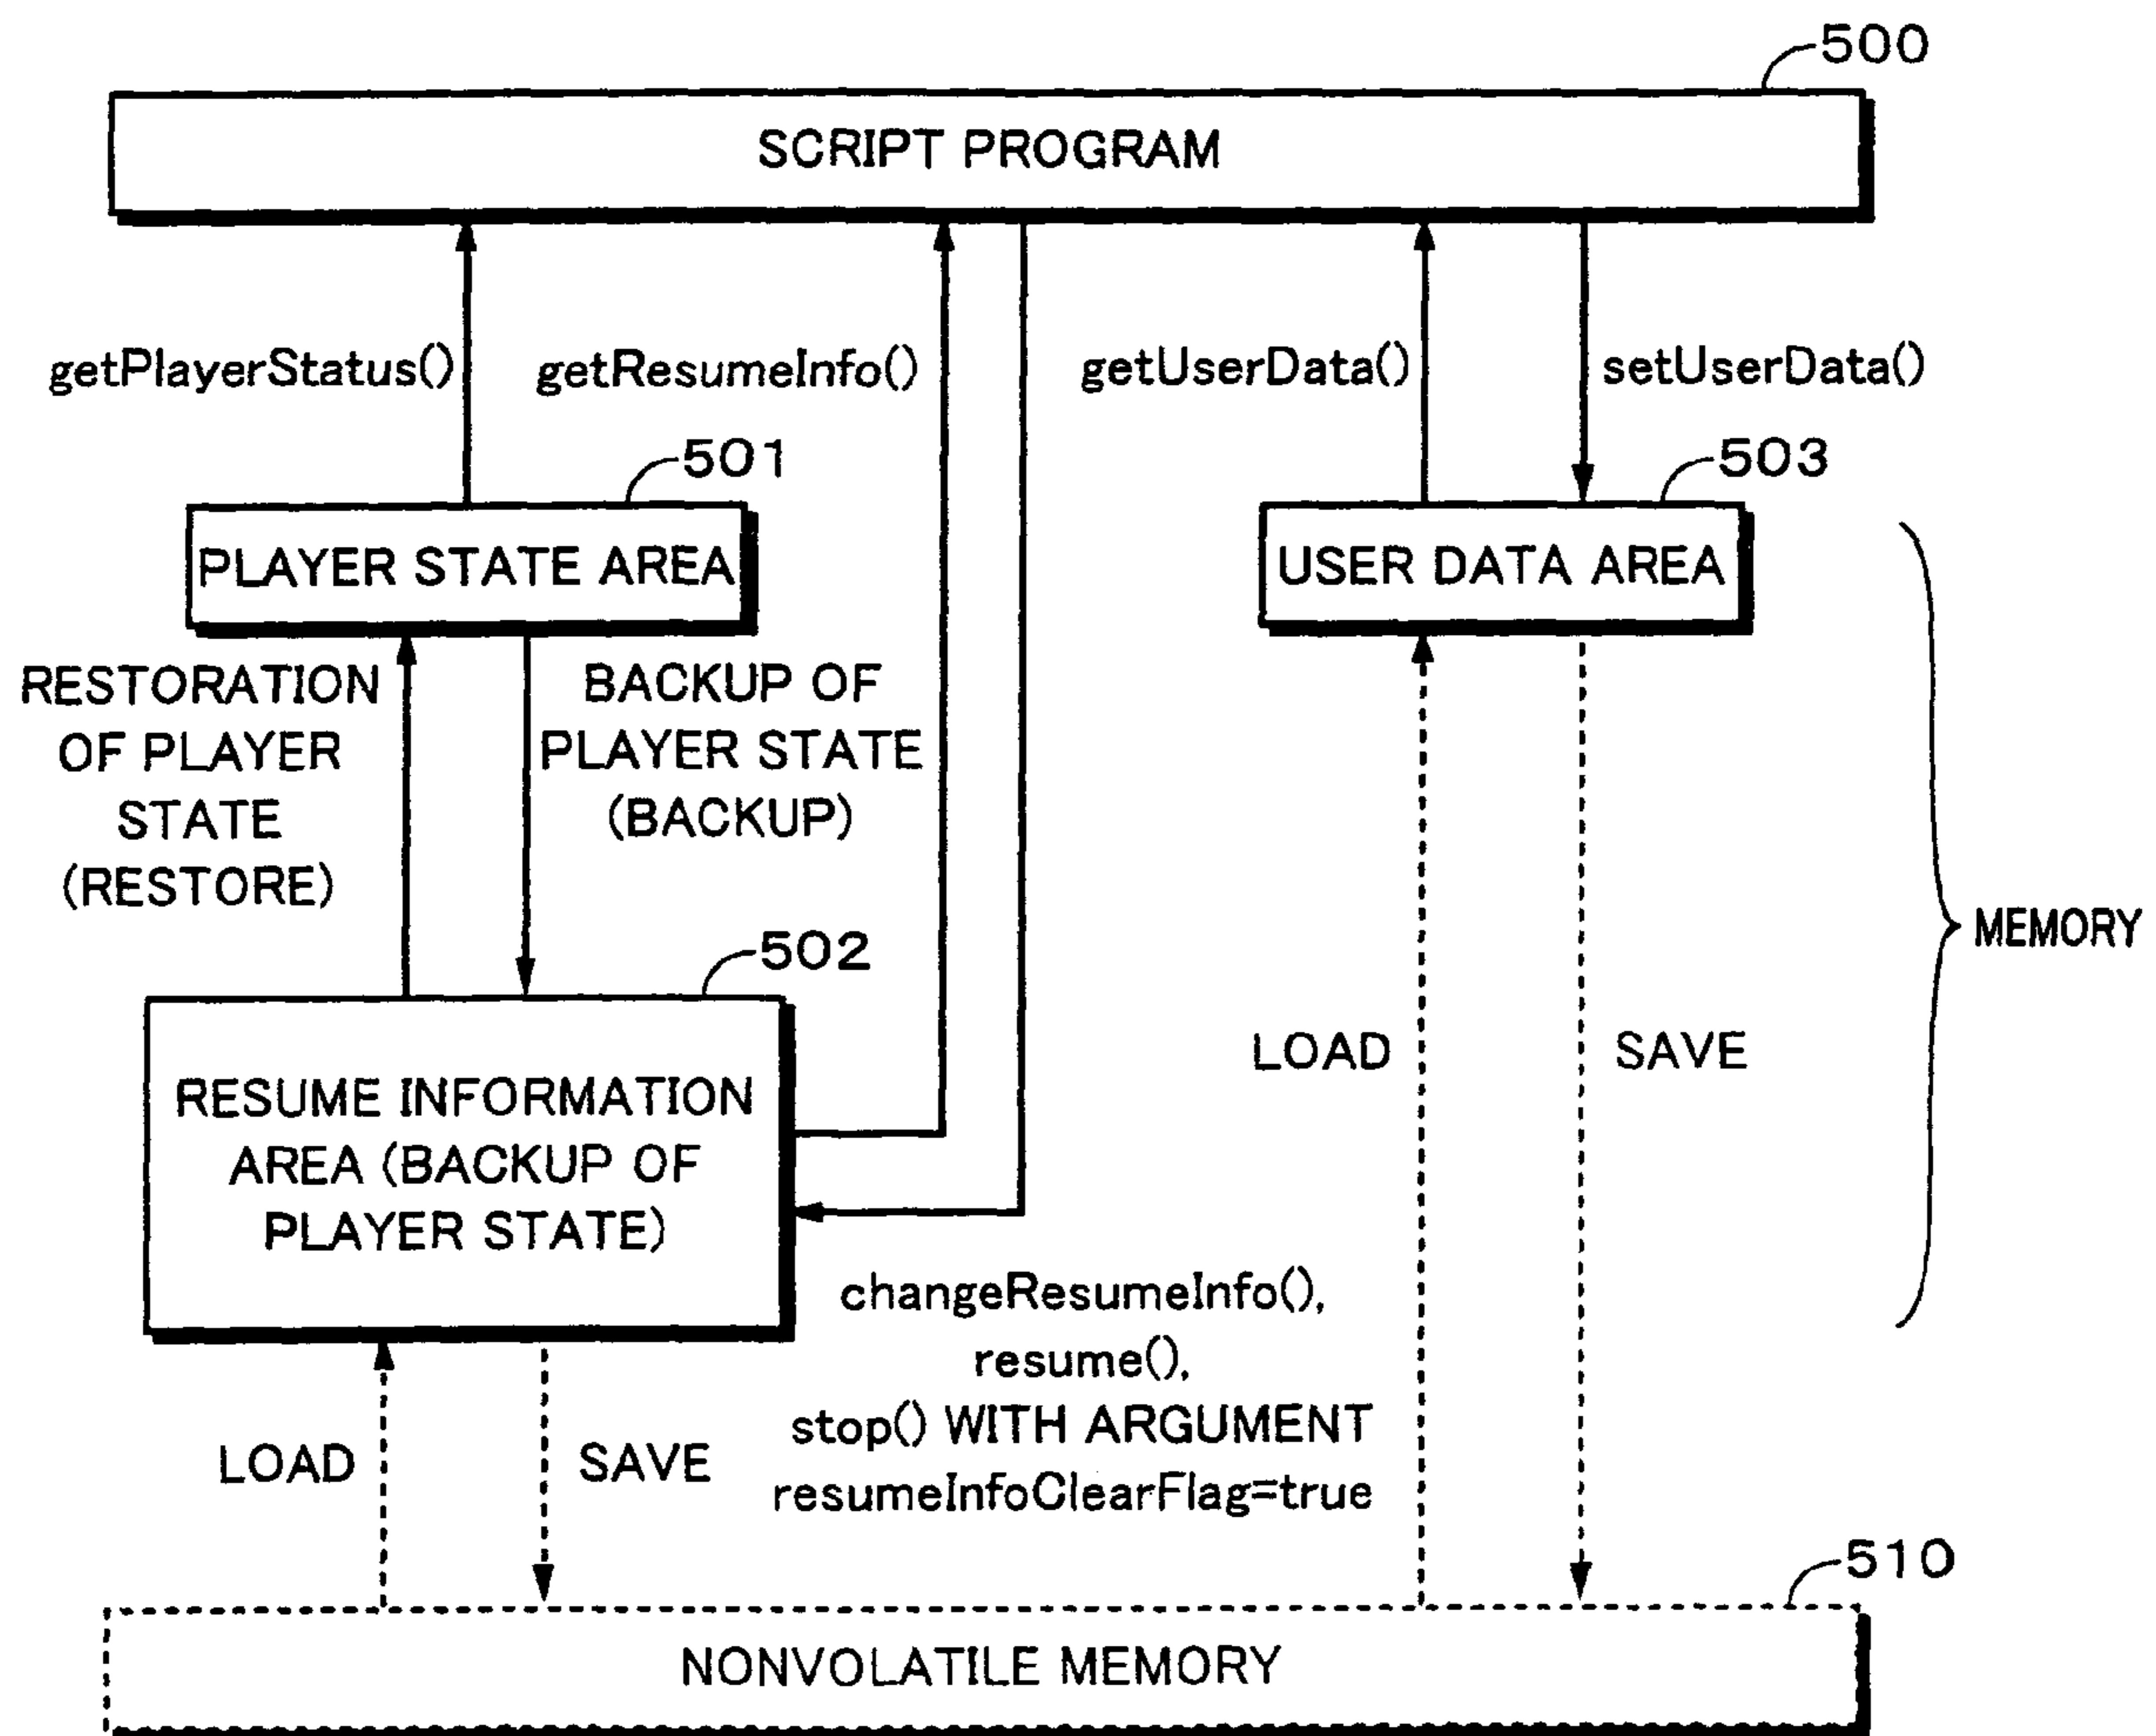 500
SCRIPT PROGRAM
getPlayerStatus()
getResumeInfo()
getUserData()
setUserData()
501
503
PLAYER STATE AREA
USER DATA AREA
RESTORATION
OF PLAYER
STATE
(RESTORE)
BACKUP OF
PLAYER STATE
(BACKUP)
MEMORY
502
RESUME INFORMATION
AREA (BACKUP OF
PLAYER STATE)
LOAD
SAVE
changeResumeInfo(),
resume(),
stop() WITH ARGUMENT
resumeInfoClearFlag=true
LOAD
SAVE
510
NONVOLATILE MEMORY